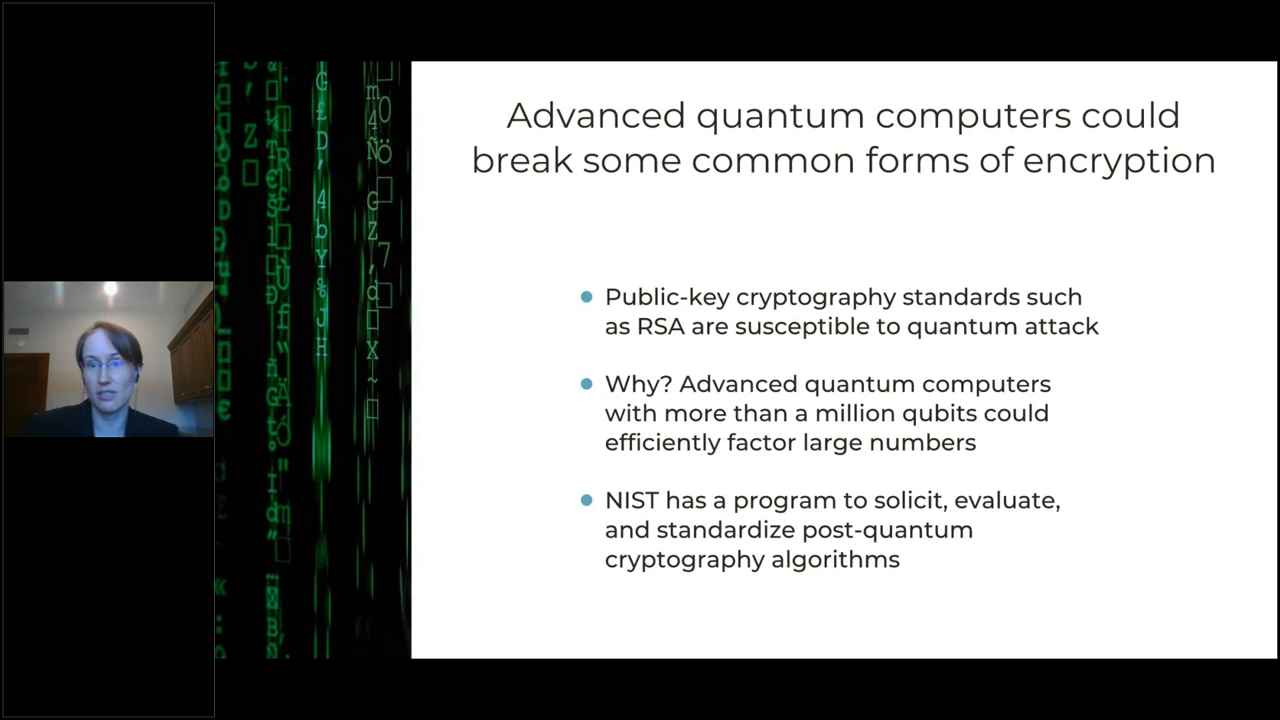 Advanced quantum computers could
break some common forms of encryption
Public-key cryptography standards such
as RSA are susceptible to quantum attack
Why? Advanced quantum computers
with more than a million qubits could
efficiently factor large numbers
NIST has a program to solicit, evaluate,
and standardize post-quantum
cryptography algorithms